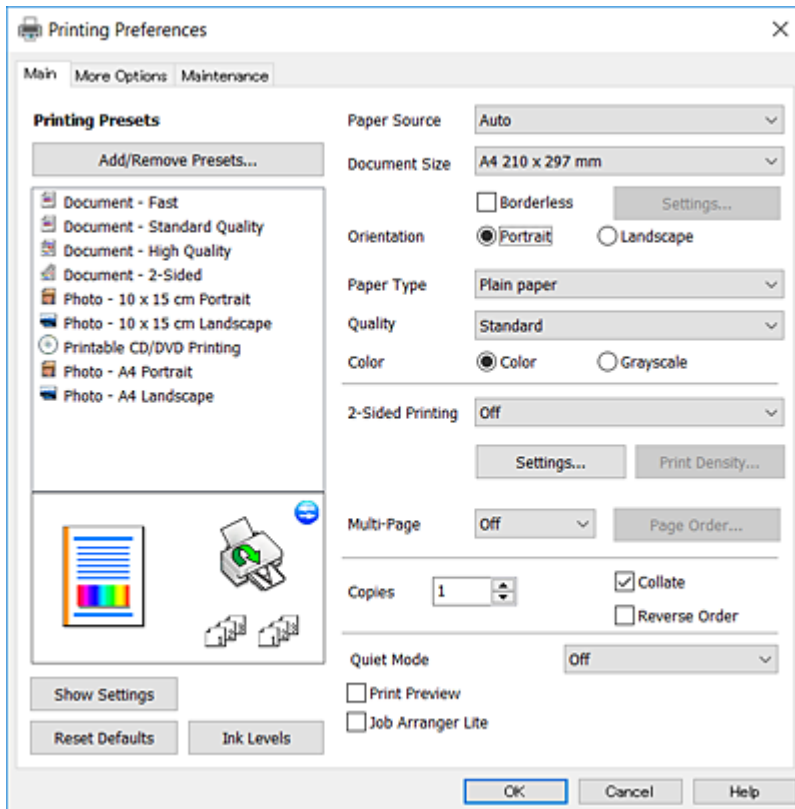 Printing Preferences
Main More Options Maintenance
Printing Presets
Add/Remove Presets...
Document - Fast
Document - Standard Quality
Document - High Quality
Document - 2-Sided
Photo - 10 x 15 cm Portrait
Photo - 10 x 15 cm Landscape
Printable CD/DVD Printing
Photo - A4 Portrait
Photo - A4 Landscape
Show Settings
Reset Defaults Ink Levels
Paper Source Auto
Document Size A4 210 x 297 mm
Borderless Settings...
Orientation Portrait Landscape
Paper Type Plain paper
Quality Standard
Color Color Grayscale
2-Sided Printing Off
Settings... Print Density...
Multi-Page Off Page Order...
Copies 1 Collate
Reverse Order
Quiet Mode Off
Print Preview
Job Arranger Lite
OK Cancel Help